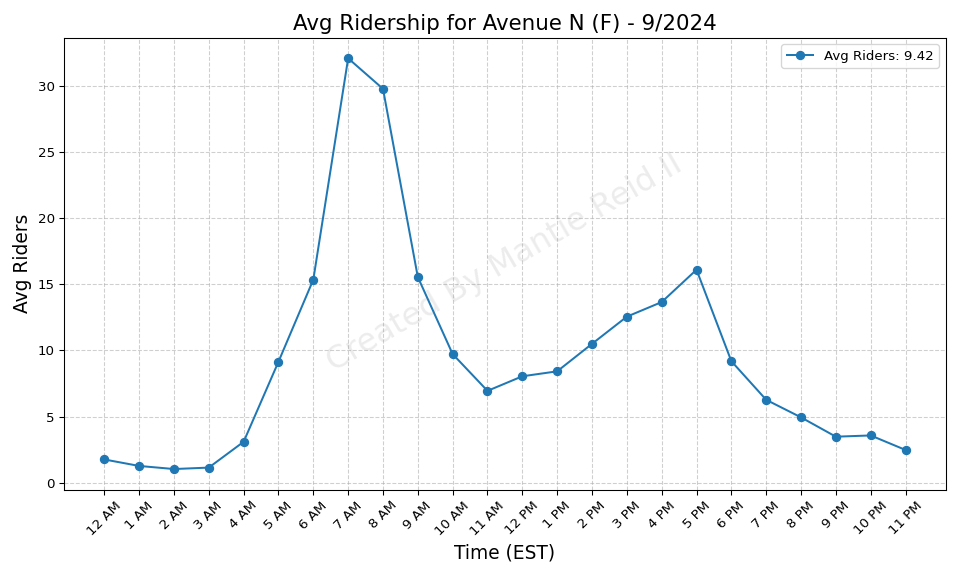 Avg Ridership for Avenue N (F) - 9/2024
Avg Riders: 9.42
Avg Riders
30
25
20
15
10
5
0
Created By Mantle Reid II
12 AM
1 AM
2 AM
3 AM
4 AM
5 AM
6 AM
7 AM
8 AM
9 AM
10 AM
11 AM
12 PM
1 PM
2 PM
3 PM
4 PM
5 PM
6 PM
7 PM
8 PM
9 PM
10 PM
11 PM
Time (EST)